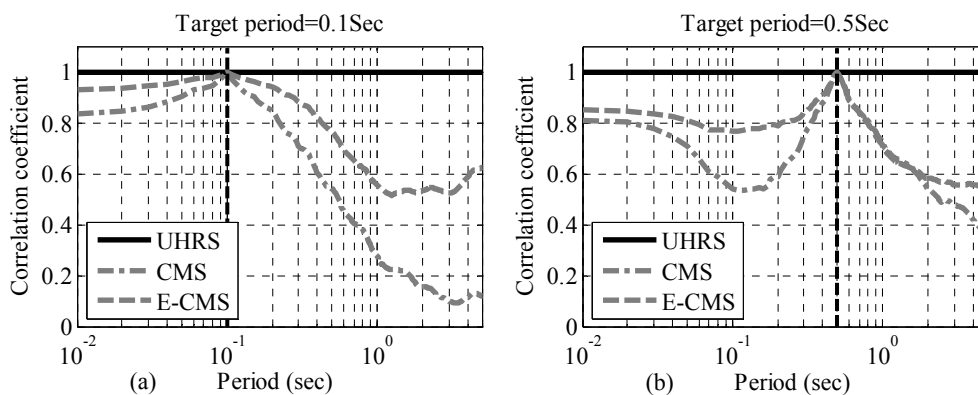 Target period=0.1Sec
Correlation coefficient
1
0.8
0.6
0.4
0.2
0
UHRS
CMS
E-CMS
10^-2
10^-1
10^0
(a)
Period (sec)
Target period=0.5Sec
Correlation coefficient
1
0.8
0.6
0.4
0.2
0
UHRS
CMS
E-CMS
10^-2
10^-1
10^0
(b)
Period (sec)